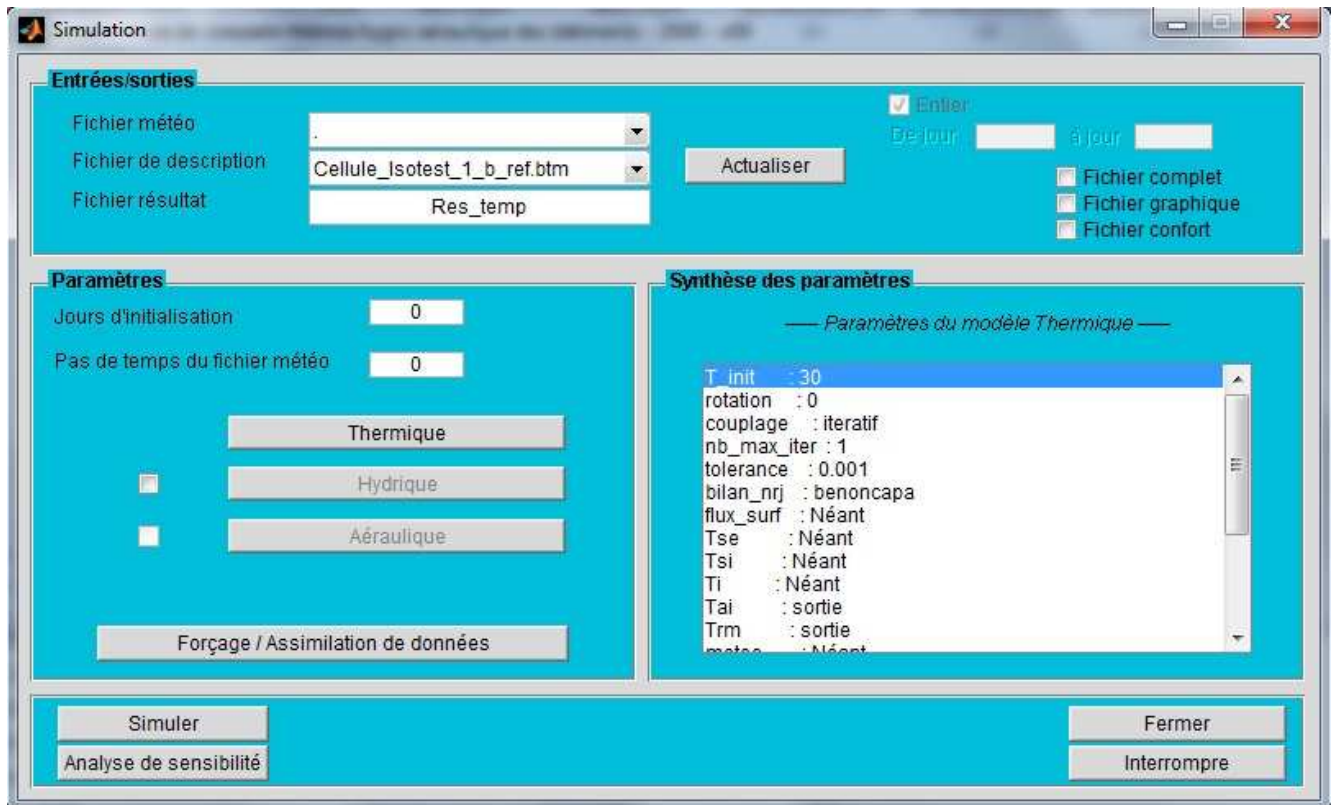 Simulation
Entrées/sorties
Fichier météo
.
Fichier de description
Cellule_Isotest_1_b_ref.btm
Fichier résultat
Res_temp
Actualiser
Entier
De jour
à jour
Fichier complet
Fichier graphique
Fichier confort
Paramètres
Jours d'initialisation
0
Pas de temps du fichier météo
0
Thermique
Hydrique
Aéraulique
Forçage / Assimilation de données
Synthèse des paramètres
---- Paramètres du modèle Thermique ----
T_init : 30
rotation : 0
couplage : iteratif
nb_max_iter : 1
tolerance : 0.001
bilan_nrj : benoncapa
flux_surf : Néant
Tse : Néant
Tsi : Néant
Ti : Néant
Tai : sortie
Trm : sortie
: Néant
Simuler
Analyse de sensibilité
Fermer
Interrompre